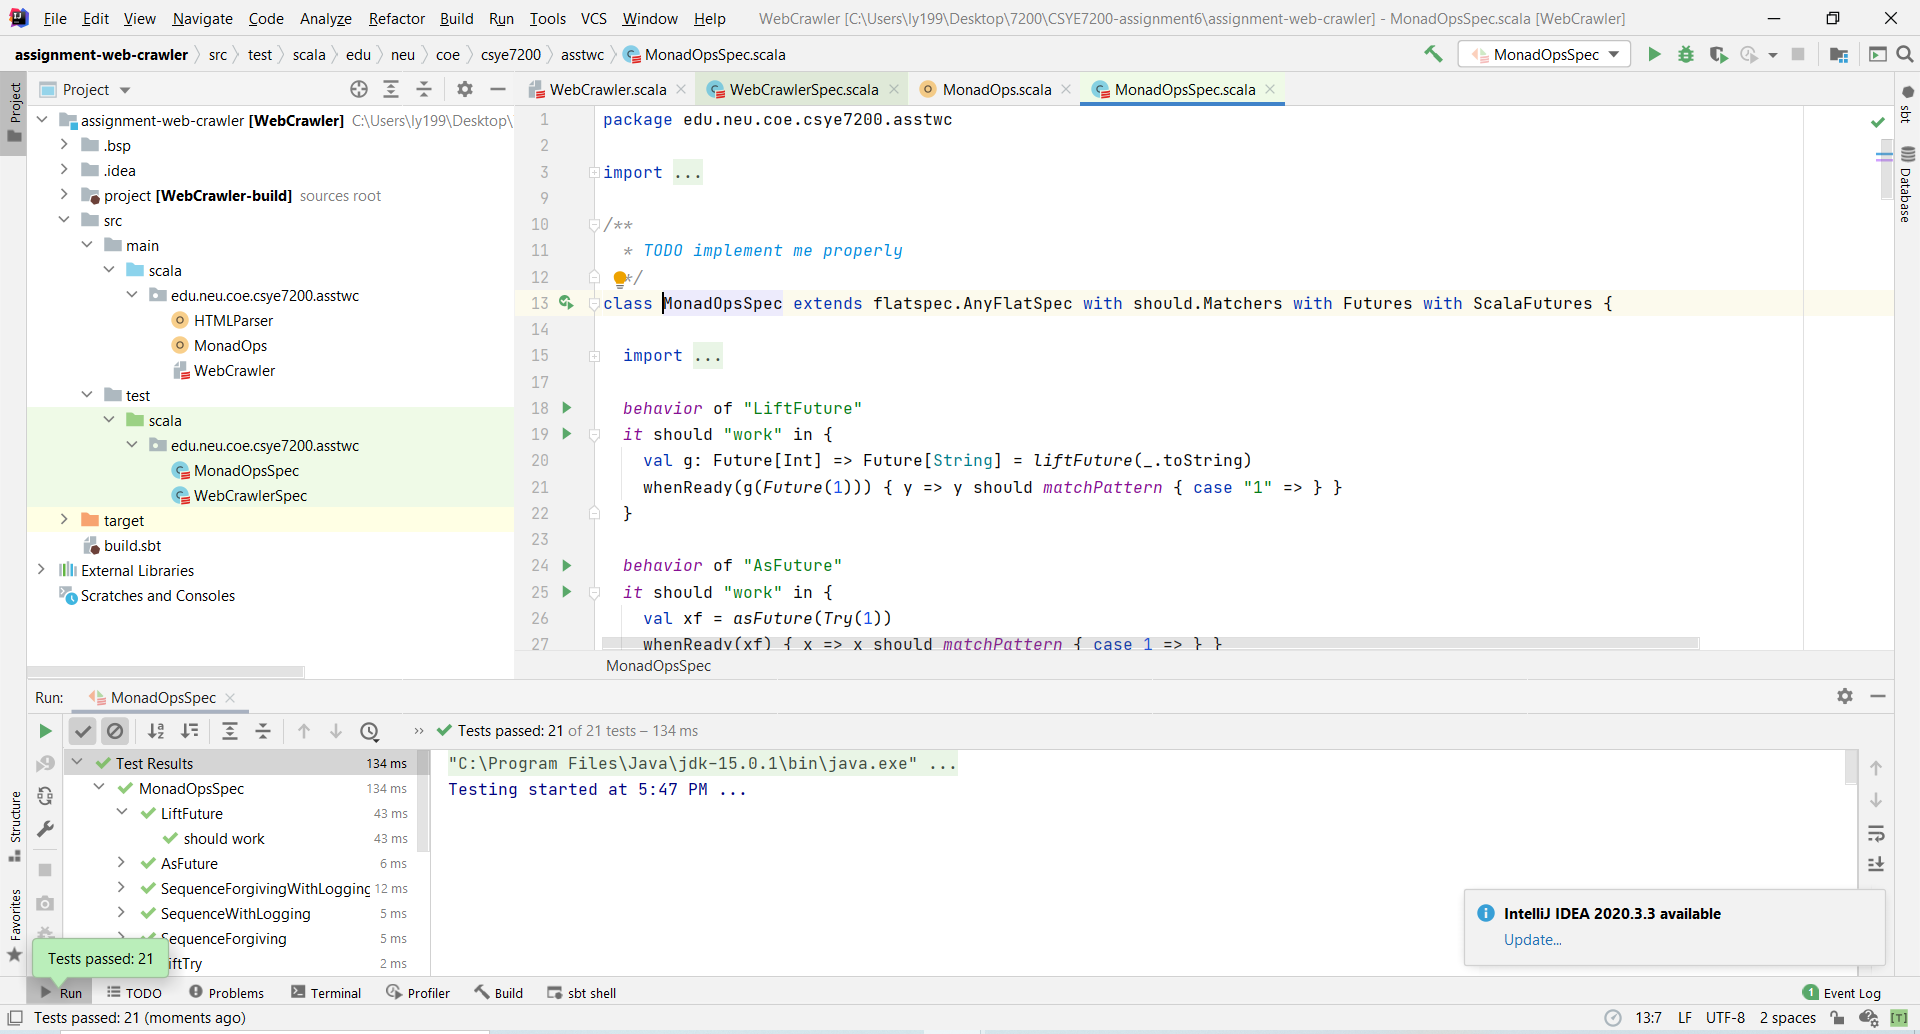 File Edit View Navigate Code Analyze Refactor Build Run Tools VCS Window Help WebCrawler [C:\Users\ly199\Desktop\7200\CSYE7200-assignment6\assignment-web-crawler] - MonadOpsSpec.scala [WebCrawler]
assignment-web-crawler src test scala edu neu coe csye7200 asstwc MonadOpsSpec.scala MonadOpsSpec
Project
Project
WebCrawler.scala WebCrawlerSpec.scala MonadOps.scala MonadOpsSpec.scala
assignment-web-crawler [WebCrawler] C:\Users\ly199\Desktop\
.bsp
.idea
project [WebCrawler-build] sources root
src
main
scala
edu.neu.coe.csye7200.asstwc
HTMLParser
MonadOps
WebCrawler
test
scala
edu.neu.coe.csye7200.asstwc
MonadOpsSpec
WebCrawlerSpec
target
build.sbt
External Libraries
Scratches and Consoles
1 package edu.neu.coe.csye7200.asstwc
2
3 import ...
9
10 /**
11 * TODO implement me properly
12 */
13 class MonadOpsSpec extends flatspec.AnyFlatSpec with should.Matchers with Futures with ScalaFutures {
14
15 import ...
17
18 behavior of "LiftFuture"
19 it should "work" in {
20 val g: Future[Int] => Future[String] = liftFuture(_.toString)
21 whenReady(g(Future(1))) { y => y should matchPattern { case "1" => } }
22 }
23
24 behavior of "AsFuture"
25 it should "work" in {
26 val xf = asFuture(Try(1))
27 whenReady(xf) { x => x should matchPattern { case 1 => } }
MonadOpsSpec
sbt
Database
Run: MonadOpsSpec
Tests passed: 21 of 21 tests – 134 ms
Test Results 134 ms
MonadOpsSpec 134 ms
LiftFuture 43 ms
should work 43 ms
AsFuture 6 ms
SequenceForgivingWithLogging 12 ms
SequenceWithLogging 5 ms
SequenceForgiving 5 ms
iftTry 2 ms
"C:\Program Files\Java\jdk-15.0.1\bin\java.exe" ...
Testing started at 5:47 PM ...
Structure
Favorites
Tests passed: 21
IntelliJ IDEA 2020.3.3 available
Update...
Run TODO Problems Terminal Profiler Build sbt shell 1 Event Log
Tests passed: 21 (moments ago) 13:7 LF UTF-8 2 spaces [T]